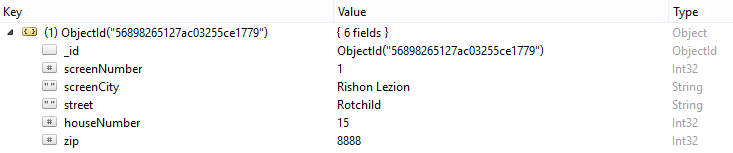 Key Value Type
(1) ObjectId("56898265127ac03255ce1779") { 6 fields } Object
_id ObjectId("56898265127ac03255ce1779") ObjectId
# screenNumber 1 Int32
" " screenCity Rishon Lezion String
" " street Rotchild String
# houseNumber 15 Int32
# zip 8888 Int32